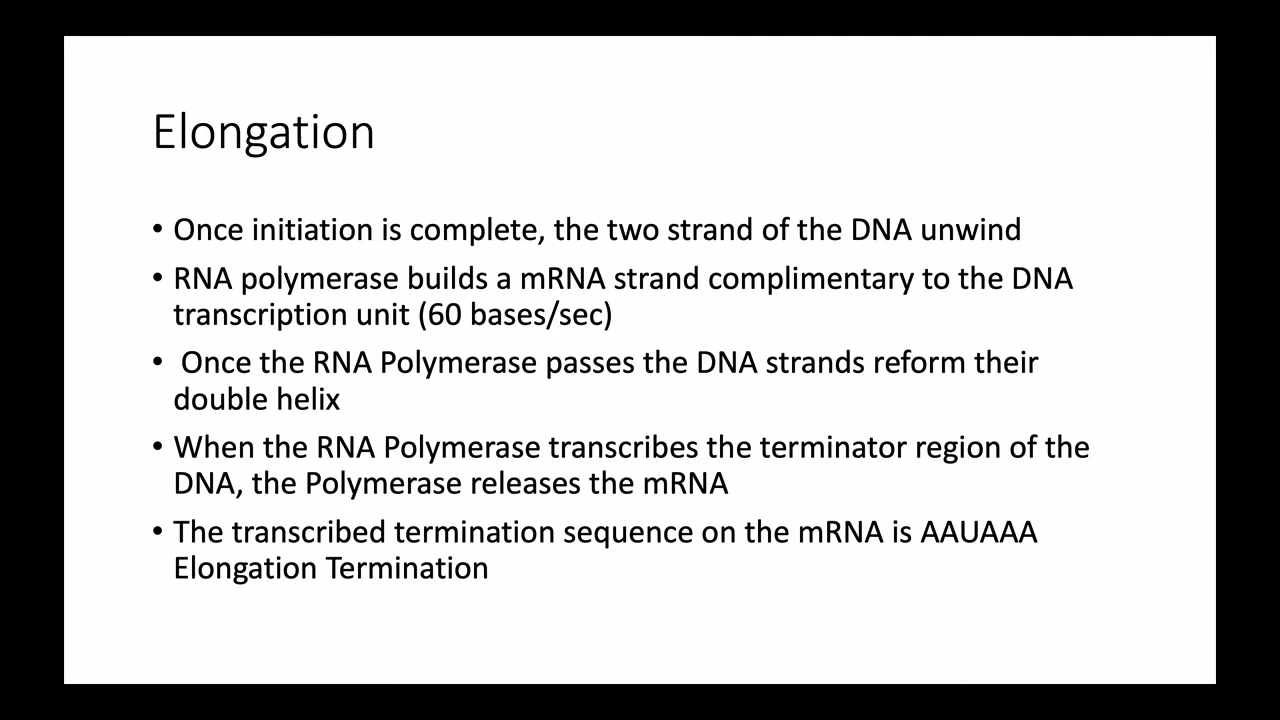 Elongation
• Once initiation is complete, the two strand of the DNA unwind
• RNA polymerase builds a mRNA strand complimentary to the DNA
transcription unit (60 bases/sec)
• Once the RNA Polymerase passes the DNA strands reform their
double helix
• When the RNA Polymerase transcribes the terminator region of the
DNA, the Polymerase releases the mRNA
• The transcribed termination sequence on the mRNA is AAUAAA
Elongation Termination